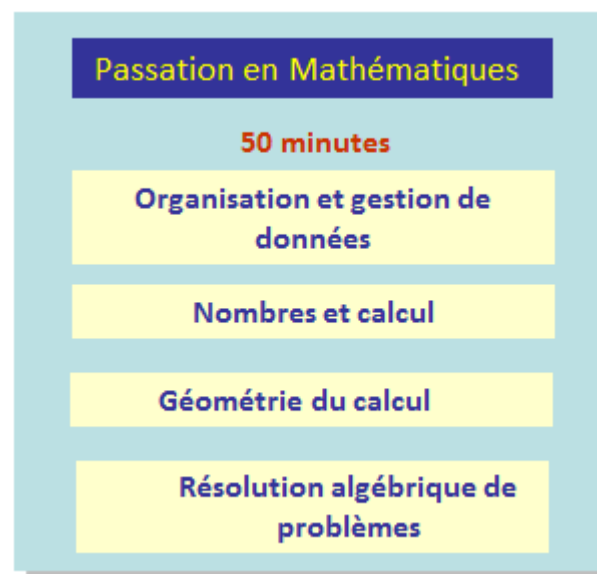 Passation en Mathématiques
50 minutes
Organisation et gestion de
données
Nombres et calcul
Géométrie du calcul
Résolution algébrique de
problèmes